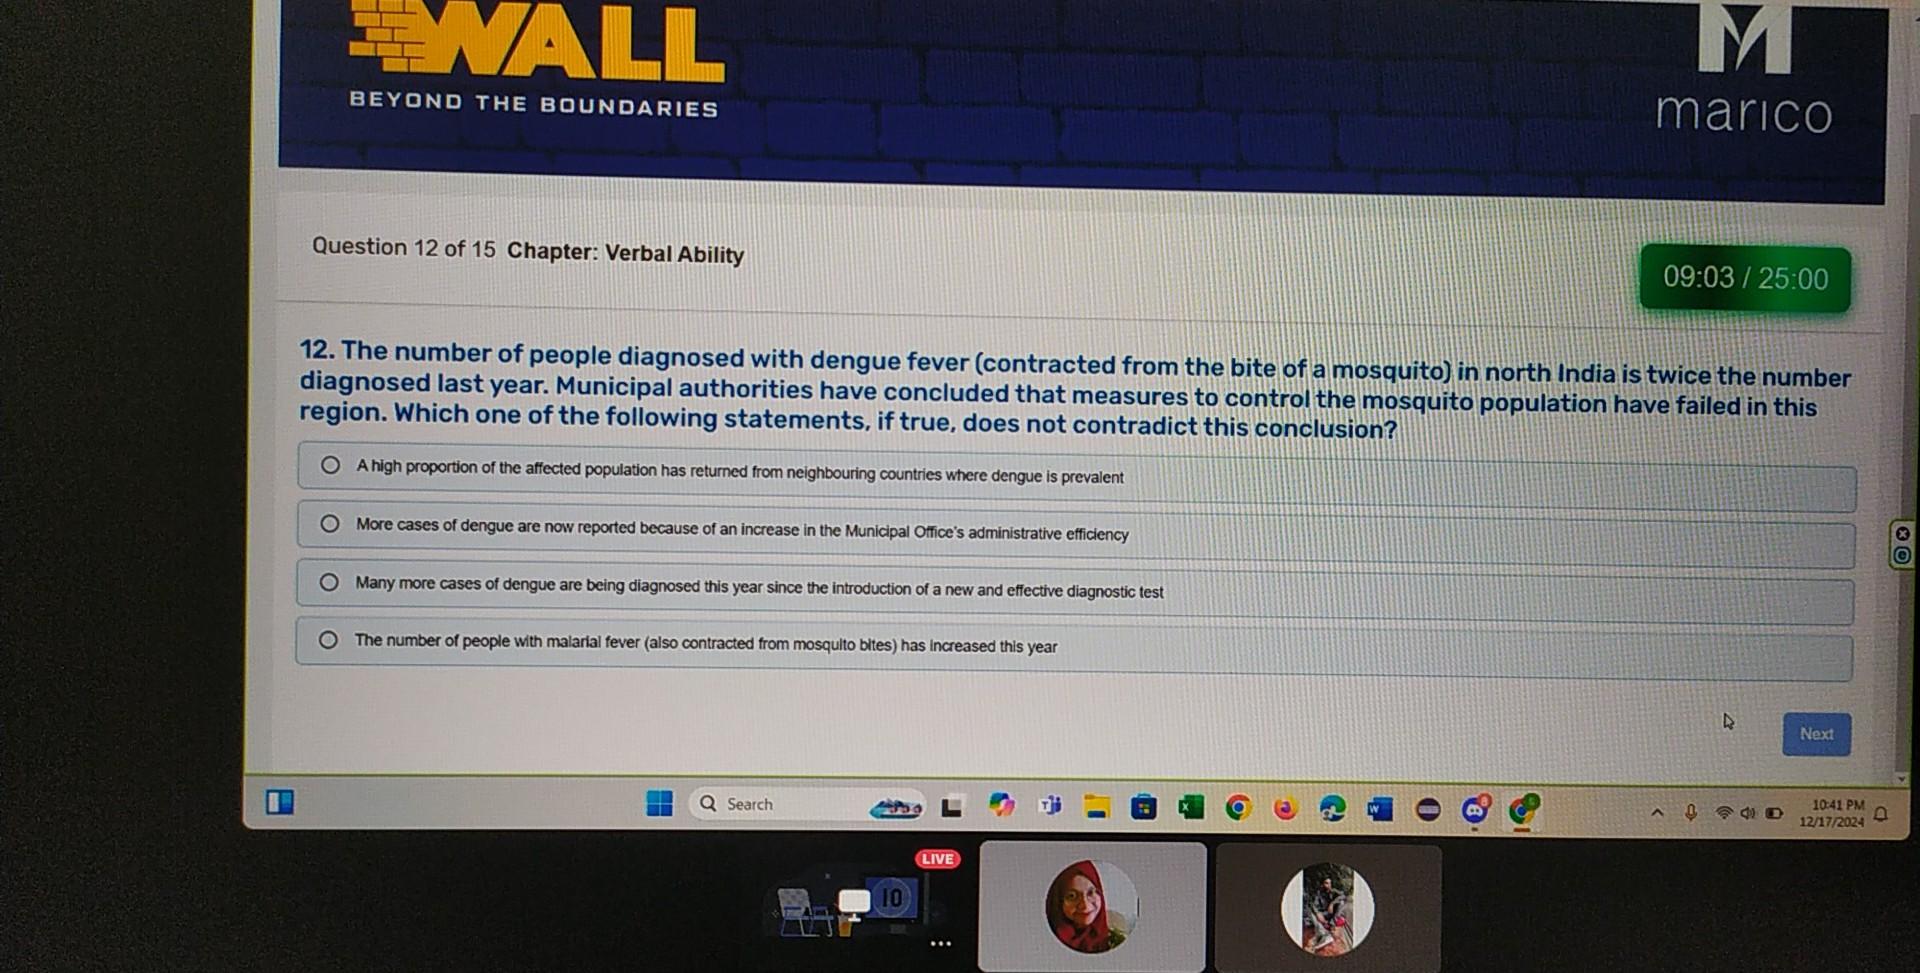 WALL
BEYOND THE BOUNDARIES
M
marico
Question 12 of 15 Chapter: Verbal Ability
09:03 / 25:00
12. The number of people diagnosed with dengue fever (contracted from the bite of a mosquito) in north India is twice the number
diagnosed last year. Municipal authorities have concluded that measures to control the mosquito population have failed in this
region. Which one of the following statements, if true, does not contradict this conclusion?
A high proportion of the affected population has returned from neighbouring countries where dengue is prevalent
More cases of dengue are now reported because of an increase in the Municipal Office's administrative efficiency
Many more cases of dengue are being diagnosed this year since the introduction of a new and effective diagnostic test
The number of people with malarial fever (also contracted from mosquito bites) has increased this year
Next
Search
10:41 PM
12/17/2024
LIVE
10